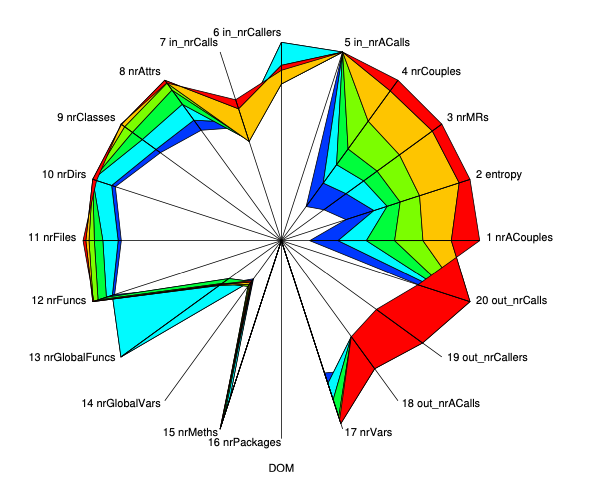 6 in_nrCallers
7 in_nrCalls
5 in_nrACalls
8 nrAttrs
4 nrCouples
9 nrClasses
3 nrMRs
10 nrDirs
2 entropy
11 nrFiles
1 nrACouples
12 nrFuncs
20 out_nrCalls
13 nrGlobalFuncs
19 out_nrCallers
14 nrGlobalVars
18 out_nrACalls
15 nrMeths
17 nrVars
16 nrPackages
DOM